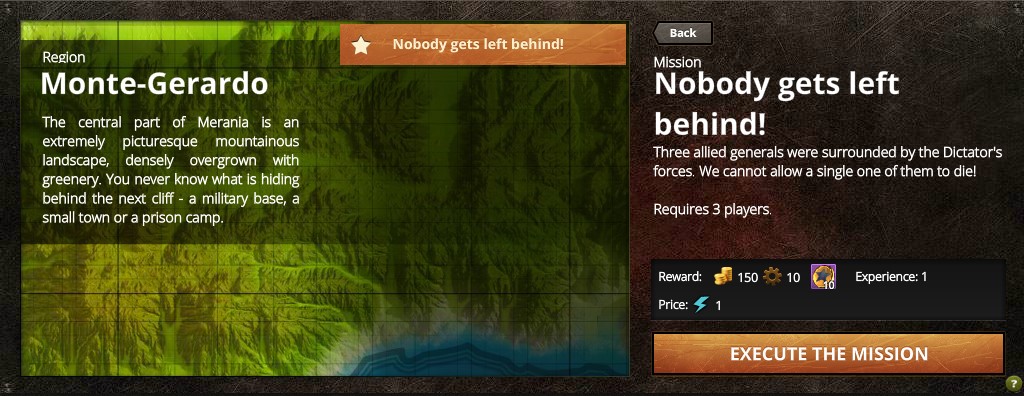 Nobody gets left behind!
Region
Monte-Gerardo
The central part of Merania is an
extremely picturesque mountainous
landscape, densely overgrown with
greenery. You never know what is hiding
behind the next cliff - a military base, a
small town or a prison camp.
Back
Mission
Nobody gets left
behind!
Three allied generals were surrounded by the Dictator's
forces. We cannot allow a single one of them to die!
Requires 3 players.
Reward: 150 10 10 Experience: 1
Price: 1
EXECUTE THE MISSION
?